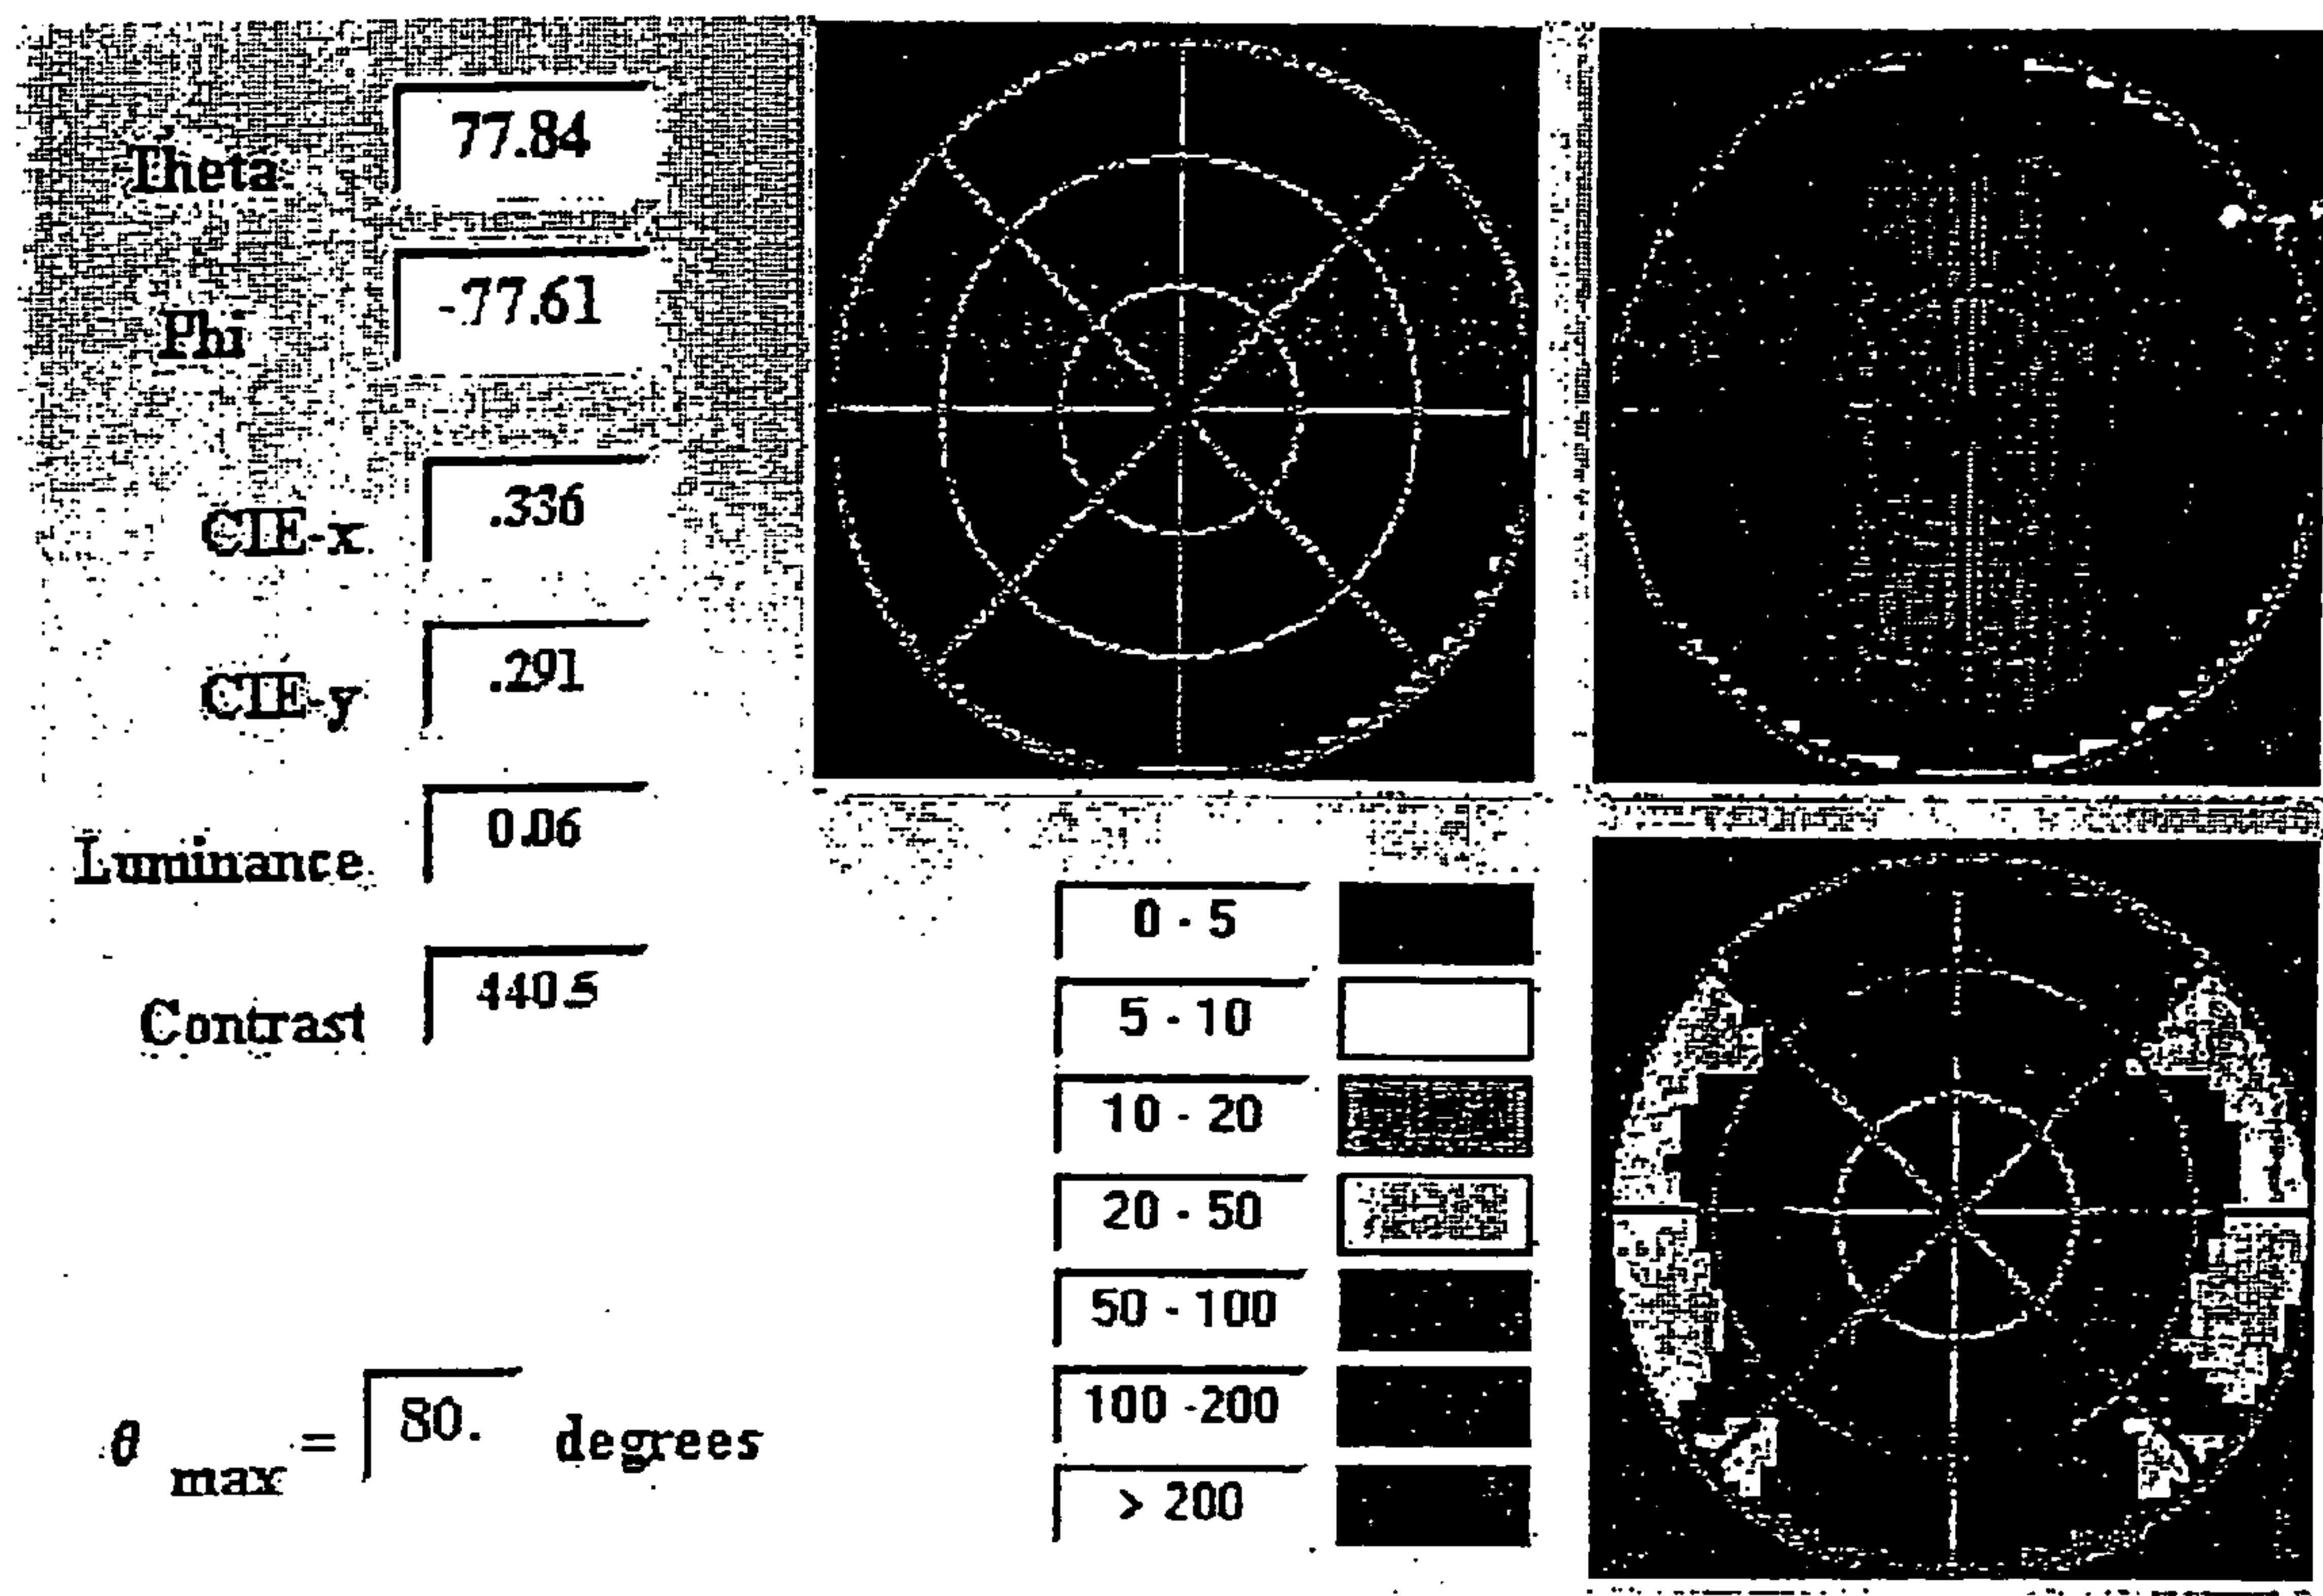 Theta 77.84
Phi -77.61
CIE-x .336
CIE-y .291
Luminance 0.06
Contrast 440.5
θ max = 80. degrees
0 - 5
5 - 10
10 - 20
20 - 50
50 - 100
100 -200
> 200